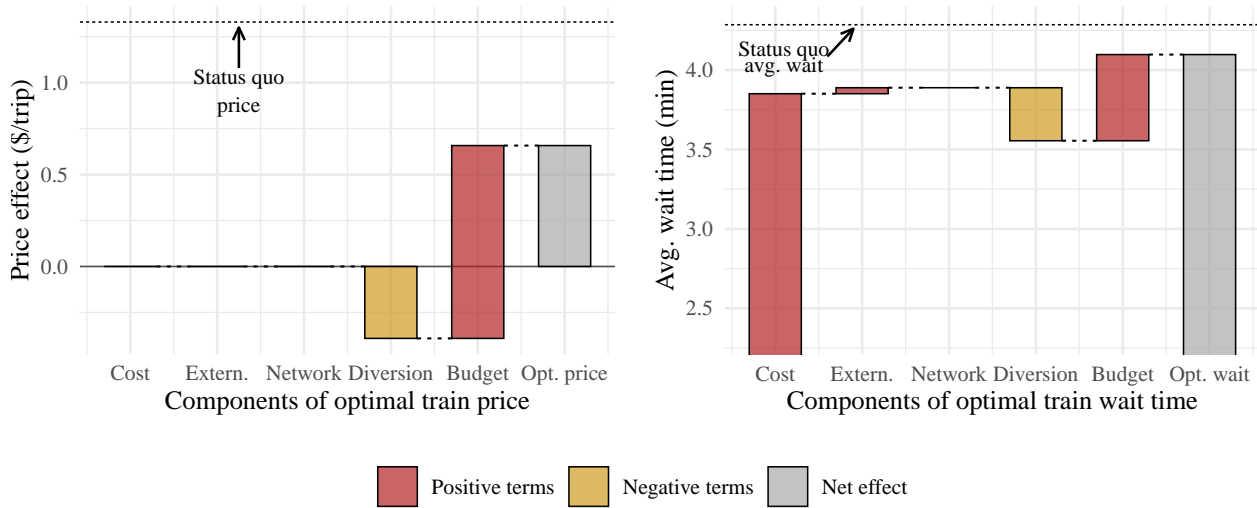 Price effect ($/trip)
1.0
0.5
0.0
Status quo
price
Cost
Extern.
Network
Diversion
Budget
Opt. price
Components of optimal train price
Avg. wait time (min)
4.0
3.5
3.0
2.5
Status quo
avg. wait
Cost
Extern.
Network
Diversion
Budget
Opt. wait
Components of optimal train wait time
Positive terms
Negative terms
Net effect